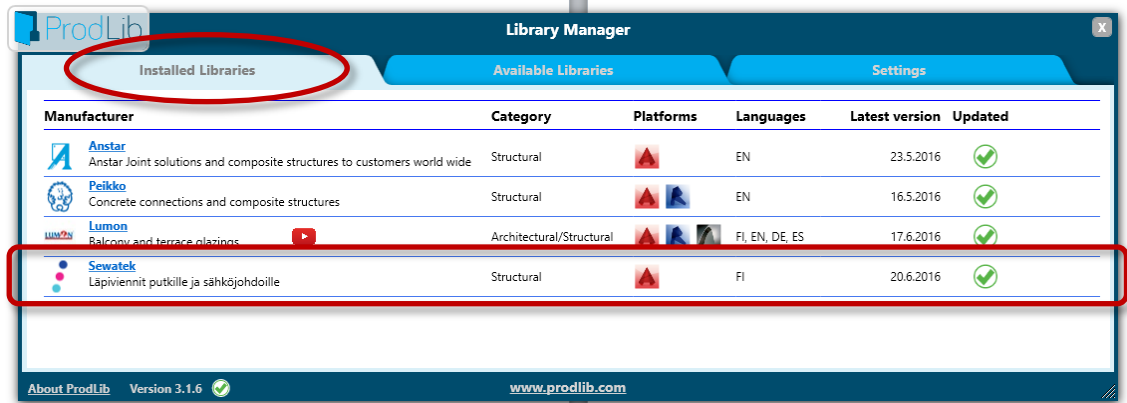 ProdLib
Library Manager
X
Installed Libraries
Available Libraries
Settings
Manufacturer Category Platforms Languages Latest version Updated
Anstar
Anstar Joint solutions and composite structures to customers world wide Structural EN 23.5.2016
Peikko
Concrete connections and composite structures Structural EN 16.5.2016
LUMON Lumon
Balcony and terrace glazings Architectural/Structural FI, EN, DE, ES 17.6.2016
Sewatek
Läpiviennit putkille ja sähköjohdoille Structural FI 20.6.2016
About ProdLib Version 3.1.6 www.prodlib.com